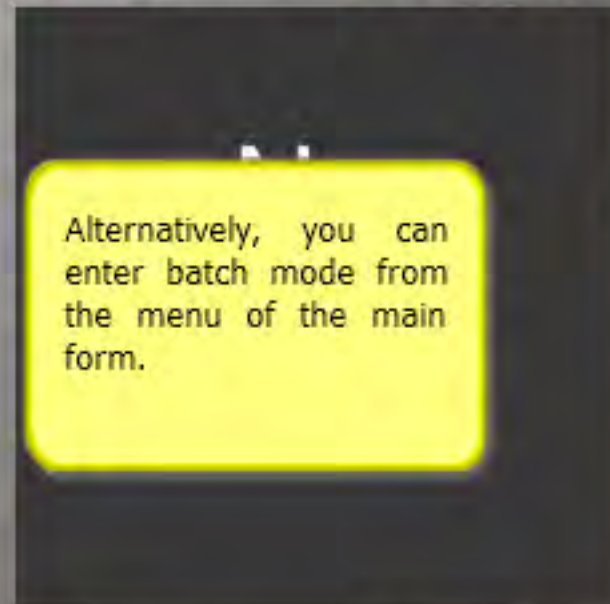 Alternatively, you can
enter batch mode from
the menu of the main
form.